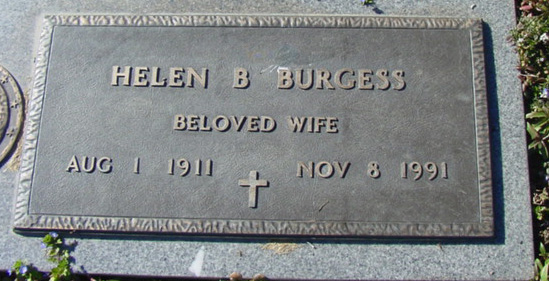 HELEN B BURGESS
BELOVED WIFE
AUG 1 1911 NOV 8 1991